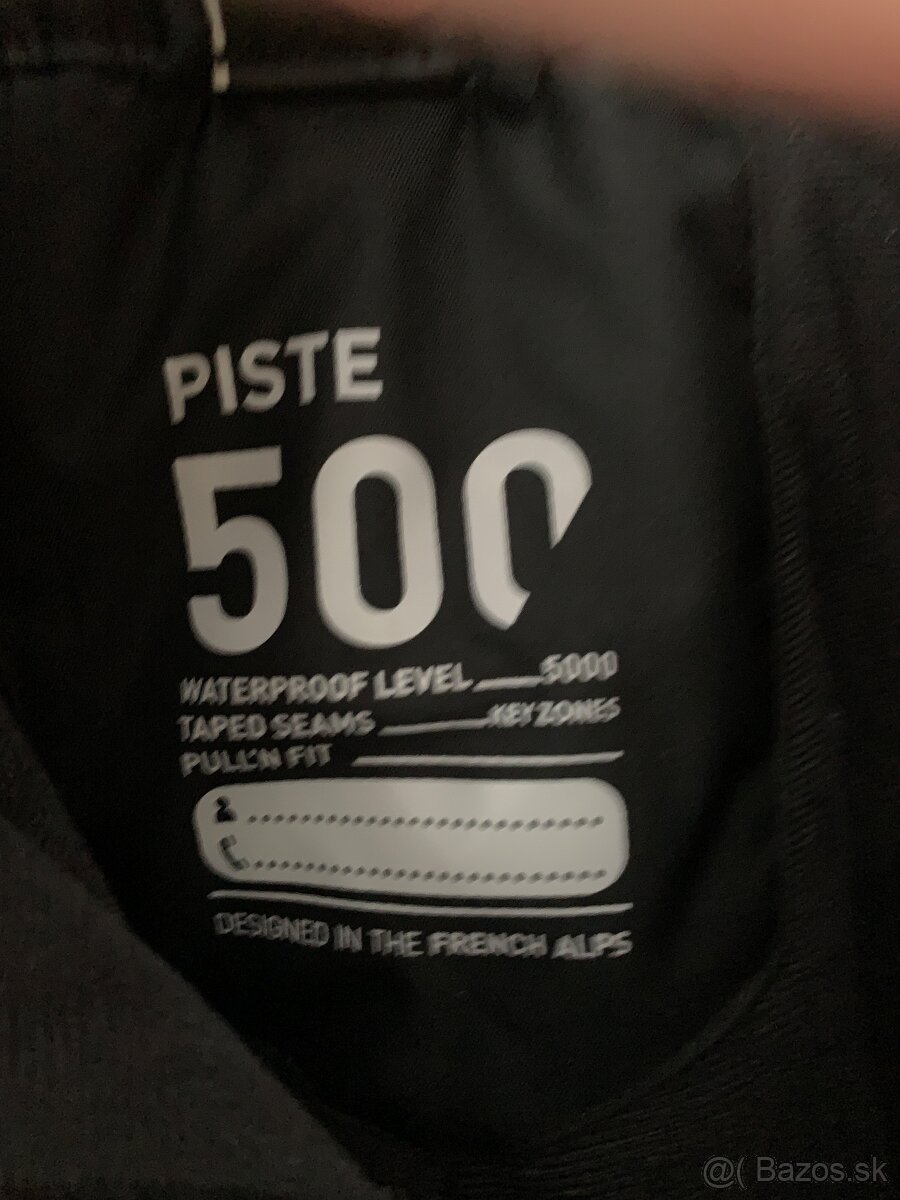 PISTE
500
WATERPROOF LEVEL 5000
TAPED SEAMS KEY ZONES
PULL'N FIT
DESIGNED IN THE FRENCH ALPS
@( Bazos.sk